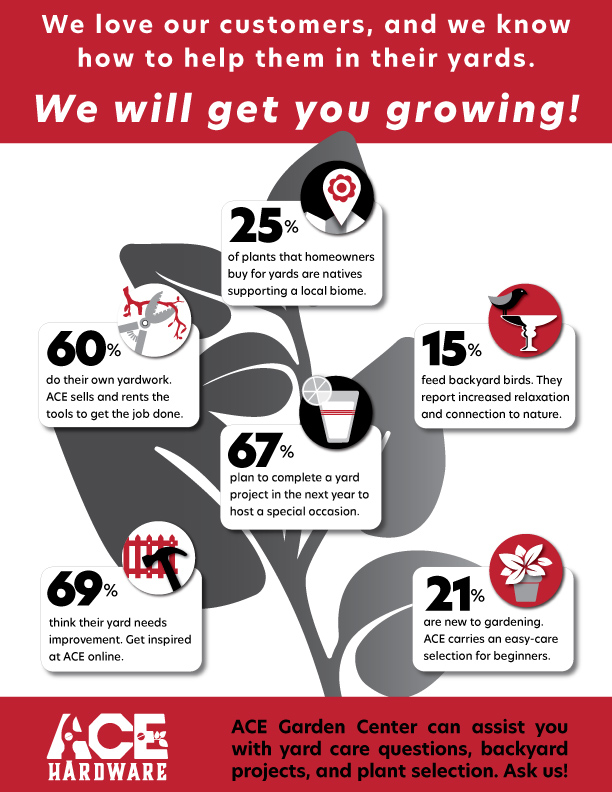 We love our customers, and we know
how to help them in their yards.
We will get you growing!
25%
of plants that homeowners
buy for yards are natives
supporting a local biome.
60%
do their own yardwork.
ACE sells and rents the
tools to get the job done.
15%
feed backyard birds. They
report increased relaxation
and connection to nature.
67%
plan to complete a yard
project in the next year to
host a special occasion.
69%
think their yard needs
improvement. Get inspired
at ACE online.
21%
are new to gardening.
ACE carries an easy-care
selection for beginners.
ACE
HARDWARE
ACE Garden Center can assist you
with yard care questions, backyard
projects, and plant selection. Ask us!